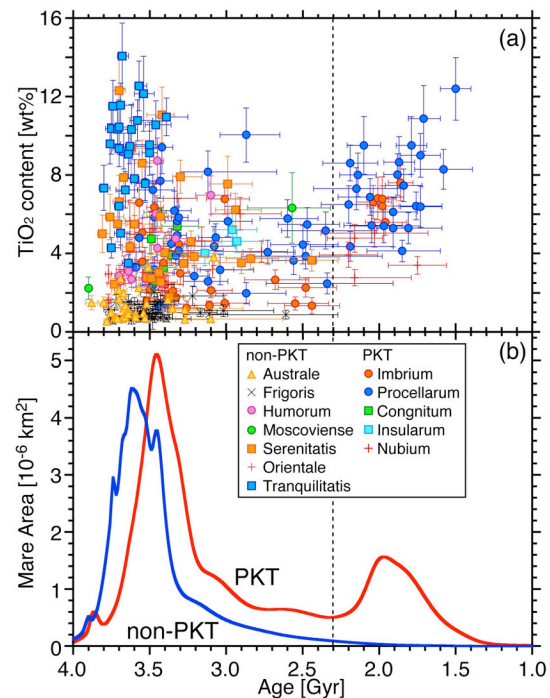 (a)
TiO2 content [wt%]
16
12
8
4
0
(b)
Mare Area [10-6 km2]
5
4
3
2
1
0
non-PKT PKT
Australe Imbrium
Frigoris Procellarum
Humorum Congnitum
Moscoviense Insularum
Serenitatis Nubium
Orientale
Tranquilitatis
PKT
non-PKT
4.0 3.5 3.0 2.5 2.0 1.5 1.0
Age [Gyr]